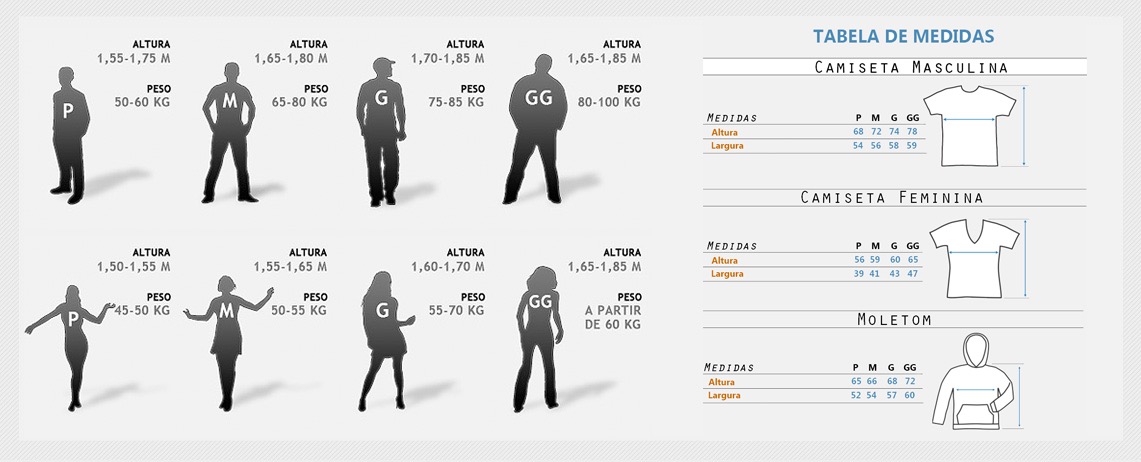 ALTURA
1,55-1,75 M
PESO
50-60 KG
P
ALTURA
1,65-1,80 M
PESO
65-80 KG
M
ALTURA
1,70-1,85 M
PESO
75-85 KG
G
ALTURA
1,65-1,85 M
PESO
80-100 KG
GG
ALTURA
1,50-1,55 M
PESO
45-50 KG
P
ALTURA
1,55-1,65 M
PESO
50-55 KG
M
ALTURA
1,60-1,70 M
PESO
55-70 KG
G
ALTURA
1,65-1,85 M
PESO
A PARTIR
DE 60 KG
GG
TABELA DE MEDIDAS
CAMISETA MASCULINA
MEDIDAS P M G GG
Altura 68 72 74 78
Largura 54 56 58 59
CAMISETA FEMININA
MEDIDAS P M G GG
Altura 56 59 60 65
Largura 39 41 43 47
MOLETOM
MEDIDAS P M G GG
Altura 65 66 68 72
Largura 52 54 57 60